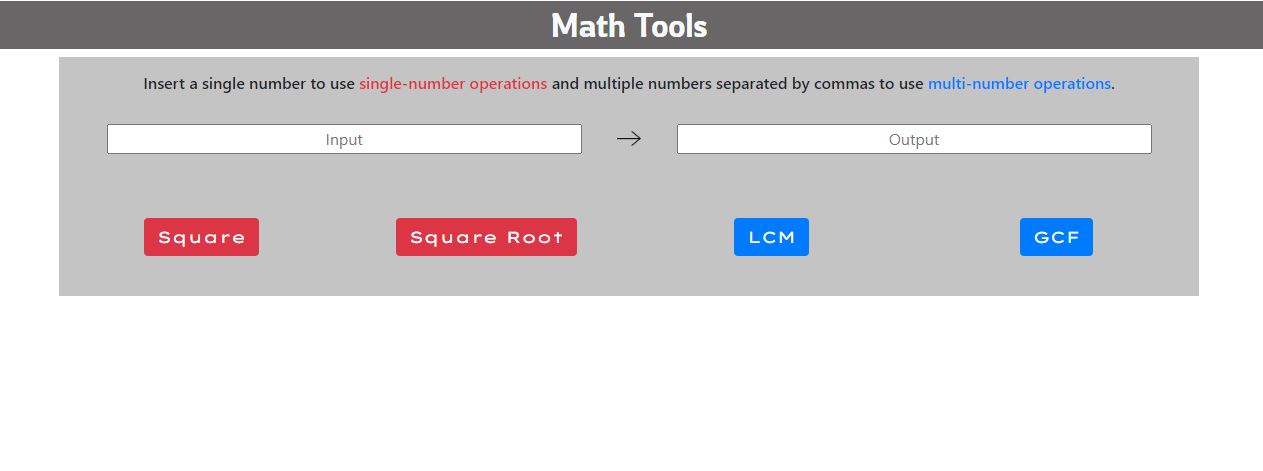 Math Tools
Insert a single number to use single-number operations and multiple numbers separated by commas to use multi-number operations.
Input → Output
Square Square Root LCM GCF